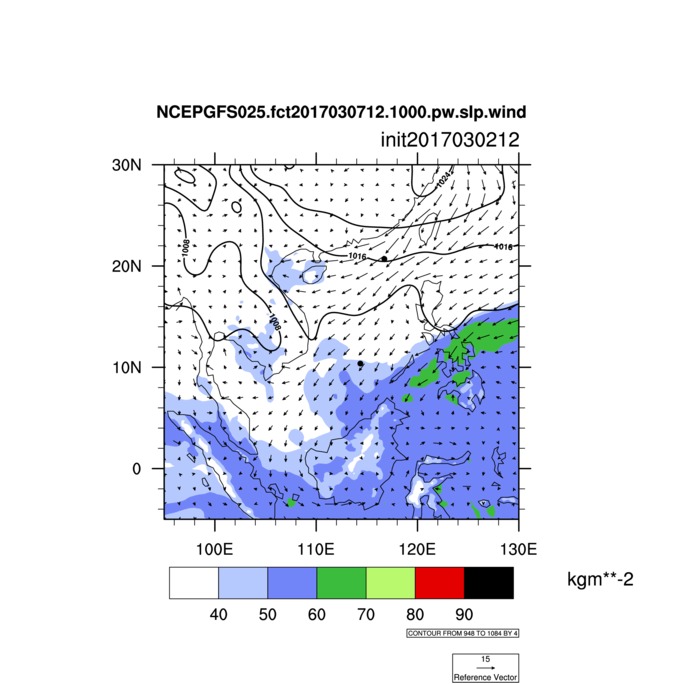 NCEPGFS025.fct2017030712.1000.pw.slp.wind
init2017030212
30N
1024
1008
1016
1016
20N
1008
10N
0
100E 110E 120E 130E
kgm**-2
40 50 60 70 80 90
CONTOUR FROM 948 TO 1084 BY 4
15
Reference Vector